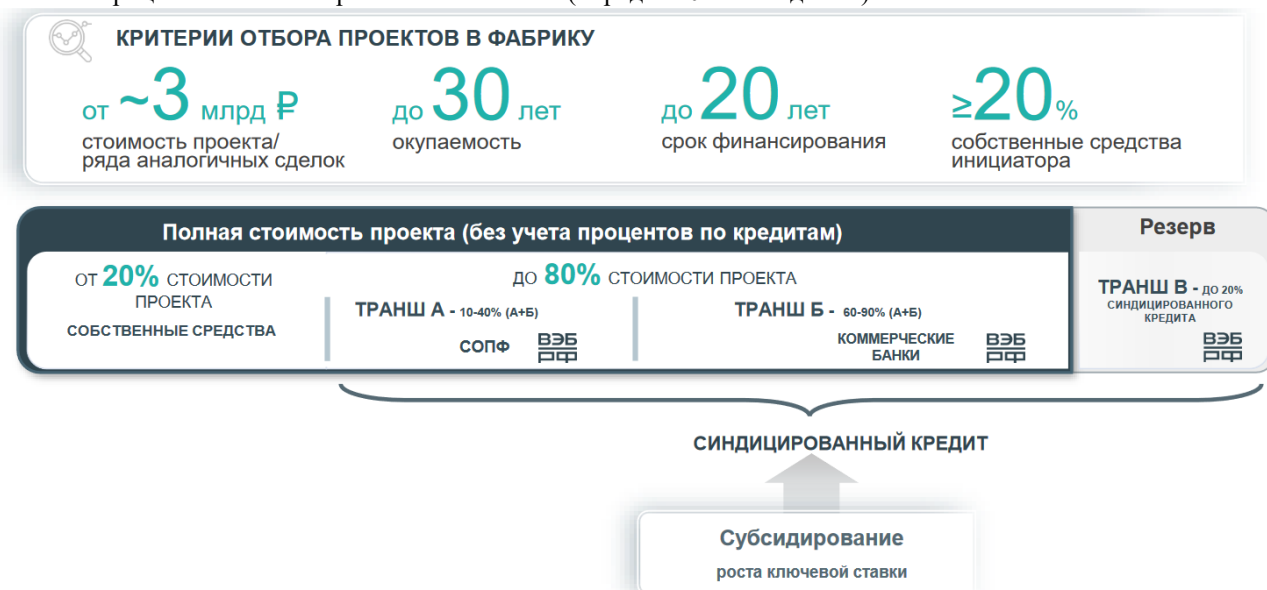 КРИТЕРИИ ОТБОРА ПРОЕКТОВ В ФАБРИКУ
от ~3 млрд ₽
стоимость проекта/
ряда аналогичных сделок
до 30 лет
окупаемость
до 20 лет
срок финансирования
≥20%
собственные средства
инициатора
Полная стоимость проекта (без учета процентов по кредитам)
Резерв
ОТ 20% СТОИМОСТИ
ПРОЕКТА
СОБСТВЕННЫЕ СРЕДСТВА
ДО 80% СТОИМОСТИ ПРОЕКТА
ТРАНШ А - 10-40% (А+Б)
СОПФ
ВЭБ
РФ
ТРАНШ Б - 60-90% (А+Б)
КОММЕРЧЕСКИЕ
БАНКИ
ВЭБ
РФ
ТРАНШ В - ДО 20%
СИНДИЦИРОВАННОГО
КРЕДИТА
ВЭБ
РФ
СИНДИЦИРОВАННЫЙ КРЕДИТ
Субсидирование
роста ключевой ставки